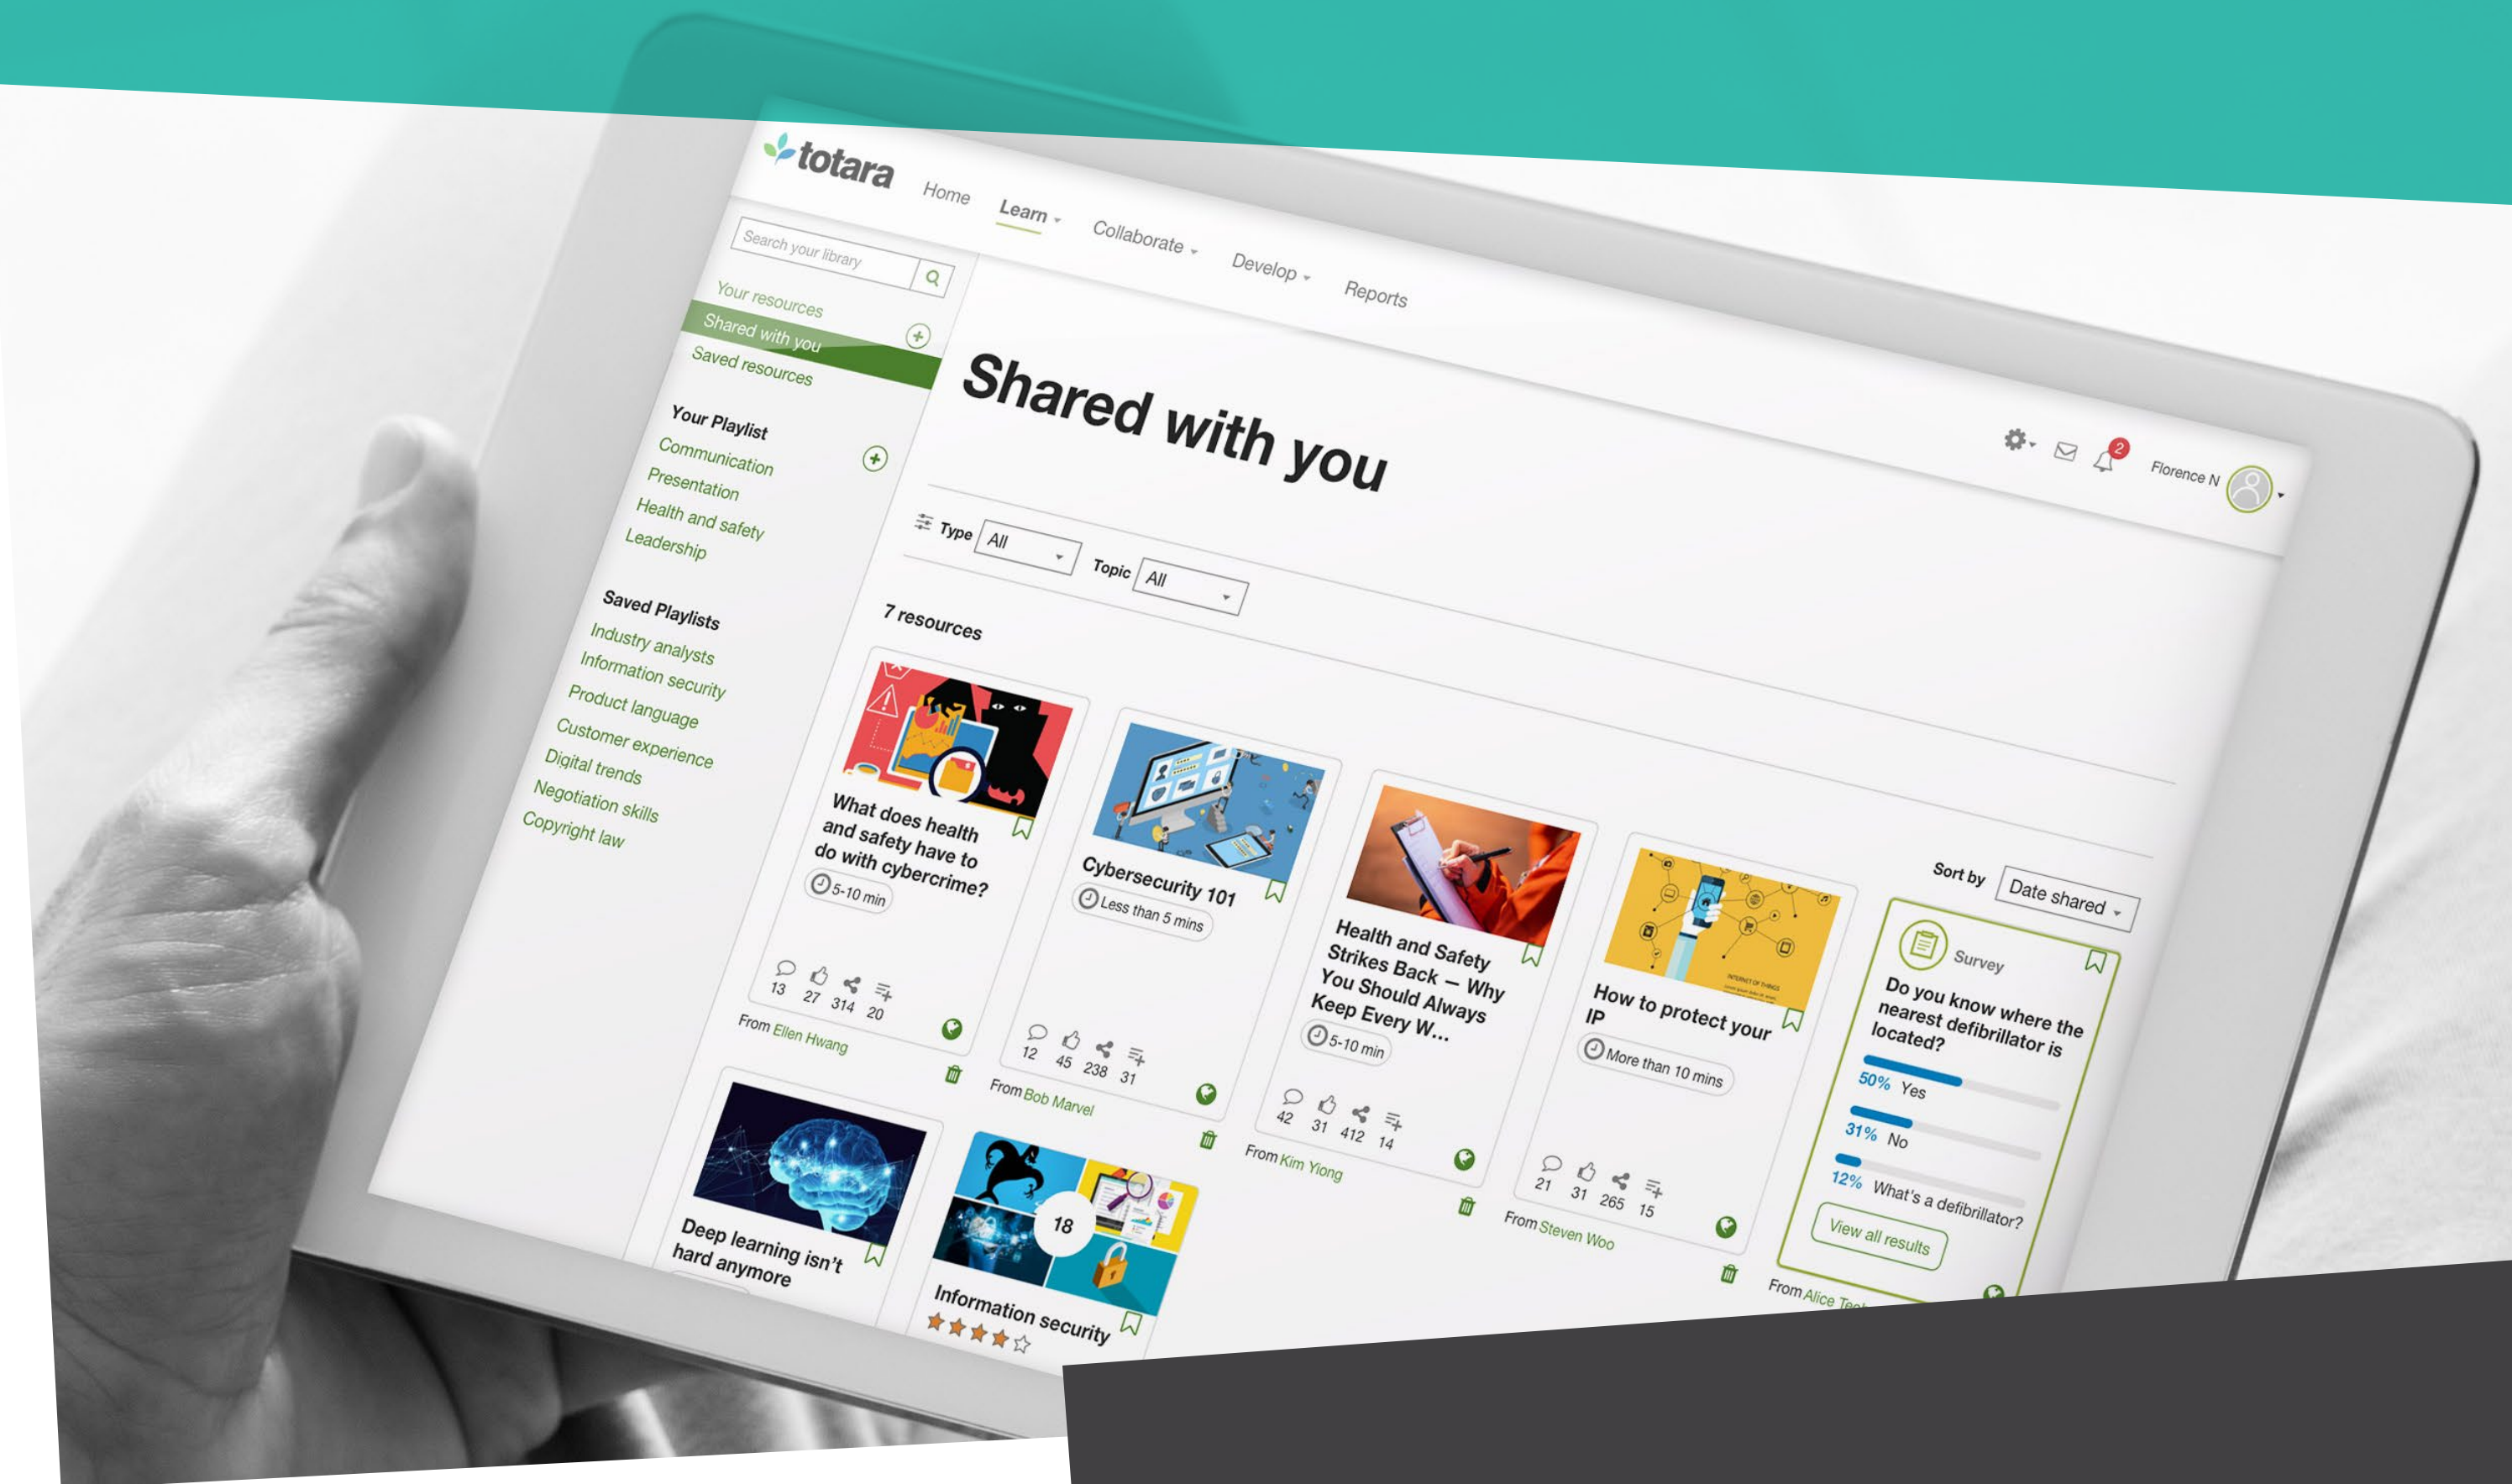 totara
Home
Learn
Collaborate
Develop
Reports
2
Florence N
Search your library
Your resources
Shared with you
Saved resources
Your Playlist
Communication
Presentation
Health and safety
Leadership
Saved Playlists
Industry analysts
Information security
Product language
Customer experience
Digital trends
Negotiation skills
Copyright law
Shared with you
Type
All
Topic
All
7 resources
Sort by
Date shared
What does health
and safety have to
do with cybercrime?
5-10 min
13 27 314 20
From Ellen Hwang
Cybersecurity 101
Less than 5 mins
12 45 238 31
From Bob Marvel
Health and Safety
Strikes Back — Why
You Should Always
Keep Every W...
5-10 min
42 31 412 14
From Kim Yiong
INTERNET OF THINGS
How to protect your
IP
More than 10 mins
21 31 265 15
From Steven Woo
Survey
Do you know where the
nearest defibrillator is
located?
50% Yes
31% No
12% What's a defibrillator?
View all results
From Alice
Deep learning isn't
hard anymore
18
Information security